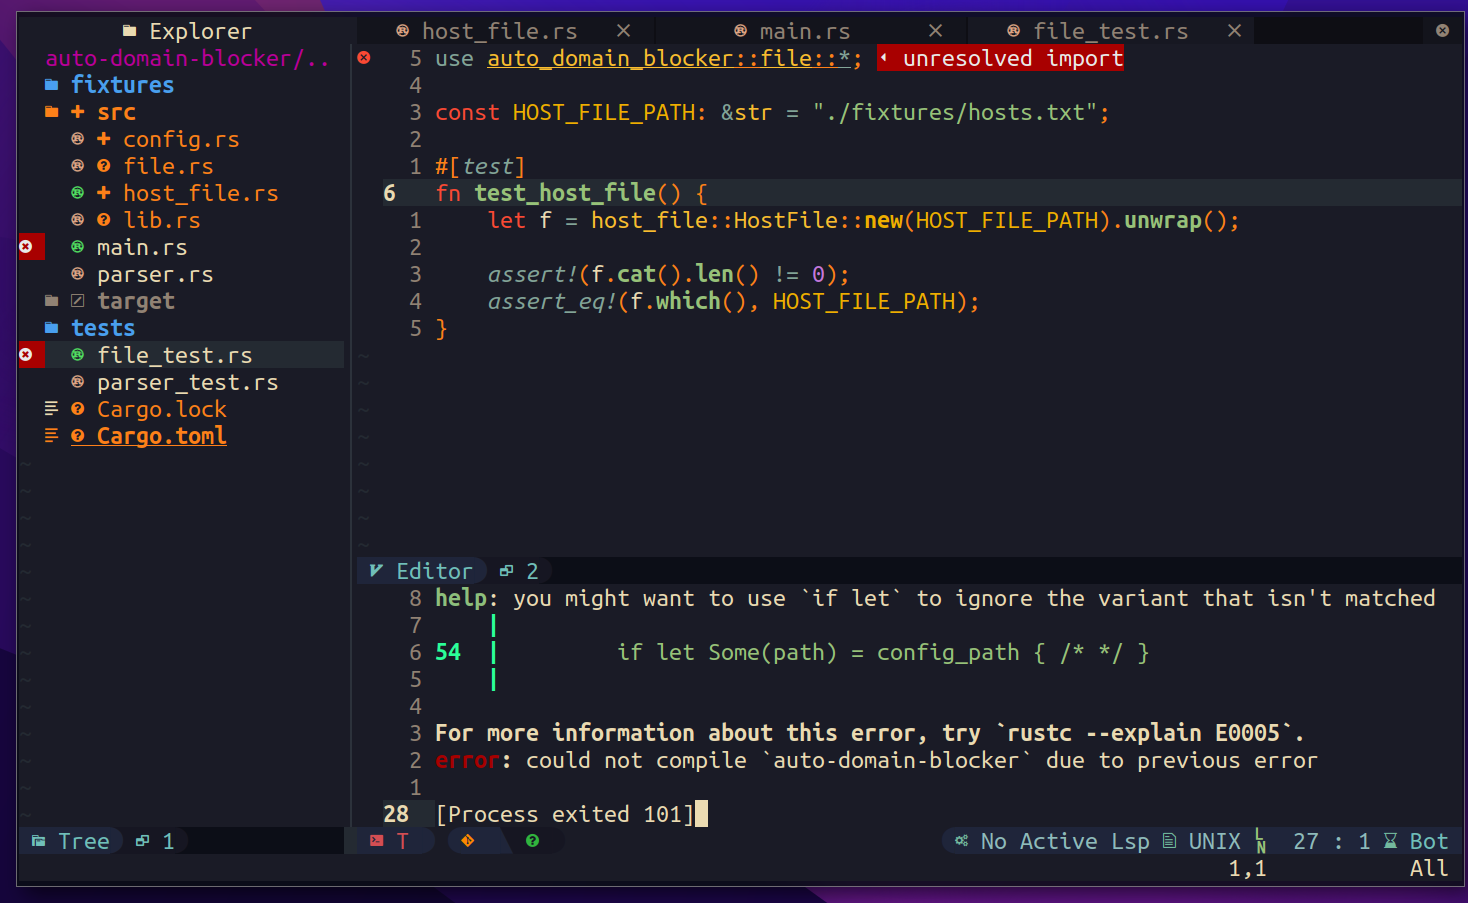 Explorer
host_file.rs
main.rs
file_test.rs
auto-domain-blocker/..
fixtures
src
config.rs
file.rs
host_file.rs
lib.rs
main.rs
parser.rs
target
tests
file_test.rs
parser_test.rs
Cargo.lock
Cargo.toml
~
~
~
~
~
~
~
~
~
~
~
~
~
~
5 use auto_domain_blocker::file::*; unresolved import
4
3 const HOST_FILE_PATH: &str = "./fixtures/hosts.txt";
2
1 #[test]
6 fn test_host_file() {
1     let f = host_file::HostFile::new(HOST_FILE_PATH).unwrap();
2
3     assert!(f.cat().len() != 0);
4     assert_eq!(f.which(), HOST_FILE_PATH);
5 }
~
~
~
~
~
~
~
~
Editor 2
8 help: you might want to use `if let` to ignore the variant that isn't matched
7     |
6 54  |         if let Some(path) = config_path { /* */ }
5     |
4
3 For more information about this error, try `rustc --explain E0005`.
2 error: could not compile `auto-domain-blocker` due to previous error
1
28 [Process exited 101]
Tree 1
T
No Active Lsp UNIX LN 27 : 1 Bot
1,1 All